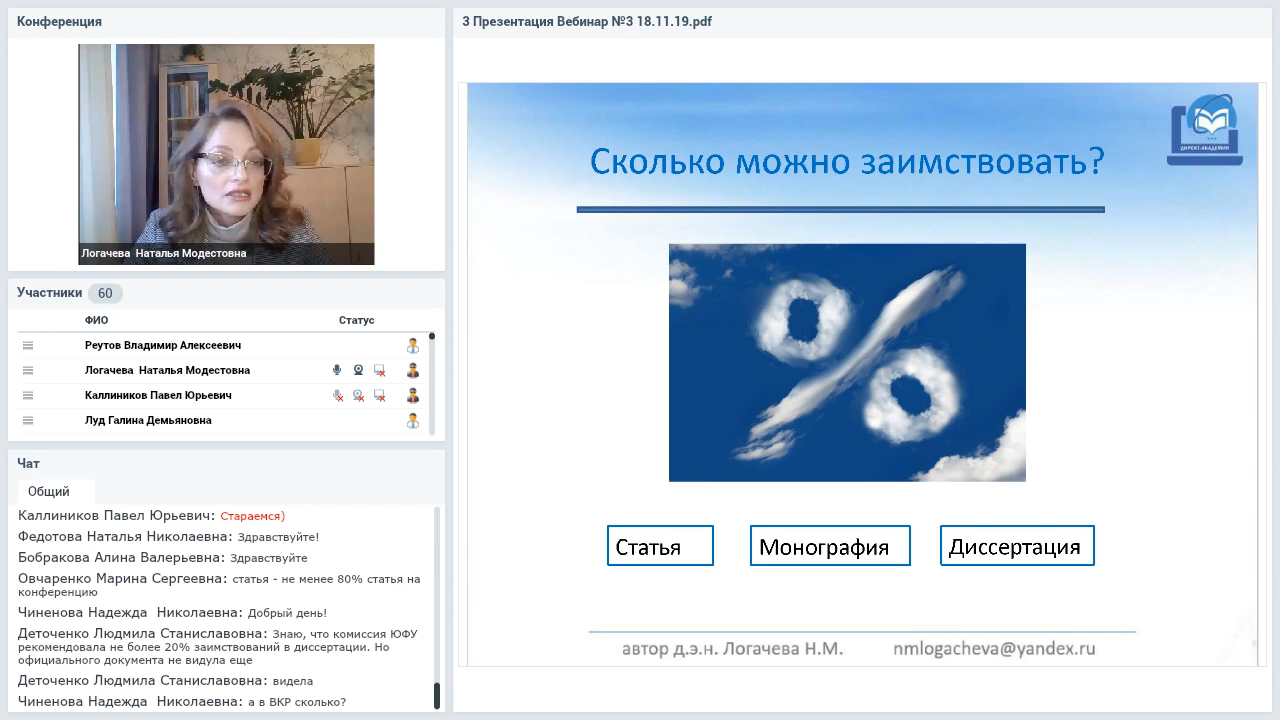 Конференция
Логачева  Наталья Модестовна
Участники 60
ФИО Статус
Реутов Владимир Алексеевич
Логачева  Наталья Модестовна
Каллиников Павел Юрьевич
Луд Галина Демьяновна
Чат
Общий
Каллиников Павел Юрьевич: Стараемся)
Федотова Наталья Николаевна: Здравствуйте!
Бобракова Алина Валерьевна: Здравствуйте
Овчаренко Марина Сергеевна: статья - не менее 80% статья на
конференцию
Чиненова Надежда  Николаевна: Добрый день!
Деточенко Людмила Станиславовна: Знаю, что комиссия ЮФУ
рекомендовала не более 20% заимствований в диссертации. Но
официального документа не видула еще
Деточенко Людмила Станиславовна: видела
Чиненова Надежда  Николаевна: а в ВКР сколько?
3 Презентация Вебинар №3 18.11.19.pdf
ДИРЕКТ-АКАДЕМИЯ
Сколько можно заимствовать?
%
Статья Монография Диссертация
автор д.э.н. Логачева Н.М. nmlogacheva@yandex.ru